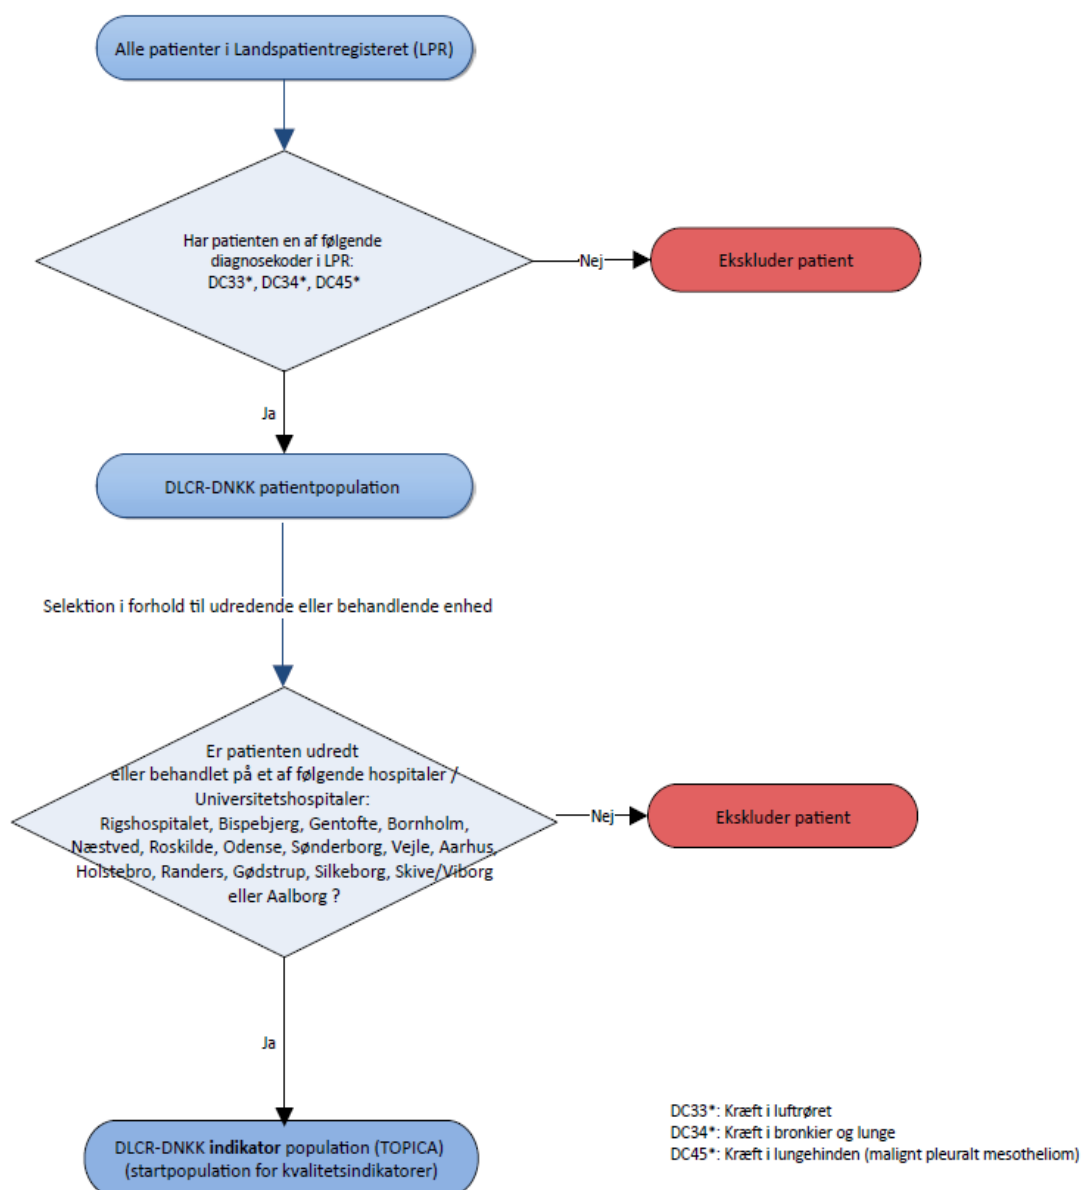 Alle patienter i Landspatientregisteret (LPR)
Har patienten en af følgende
diagnosekoder i LPR:
DC33*, DC34*, DC45*
Nej
Ekskluder patient
Ja
DLCR-DNKK patientpopulation
Selektion i forhold til udredende eller behandlende enhed
Er patienten udredt
eller behandlet på et af følgende hospitaler /
Universitetshospitaler:
Rigshospitalet, Bispebjerg, Gentofte, Bornholm,
Næstved, Roskilde, Odense, Sønderborg, Vejle, Aarhus,
Holstebro, Randers, Gødstrup, Silkeborg, Skive/Viborg
eller Aalborg ?
Nej
Ekskluder patient
Ja
DLCR-DNKK indikator population (TOPICA)
(startpopulation for kvalitetsindikatorer)
DC33*: Kræft i luftrøret
DC34*: Kræft i bronkier og lunge
DC45*: Kræft i lungehinden (malignt pleuralt mesotheliom)